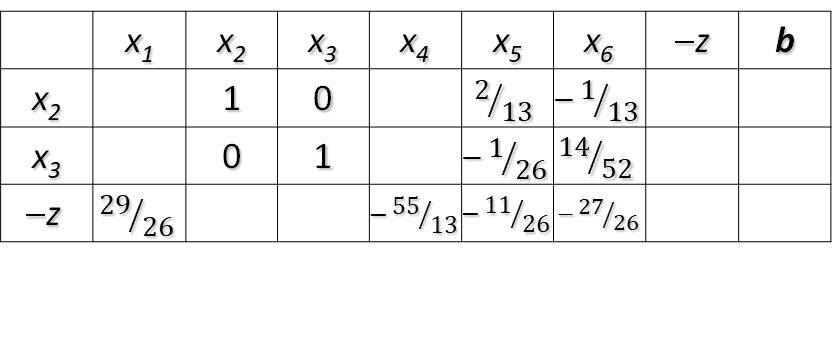 x1 x2 x3 x4 x5 x6 –z b
x2 1 0 2/13 – 1/13
x3 0 1 – 1/26 14/52
–z 29/26 – 55/13 – 11/26 – 27/26